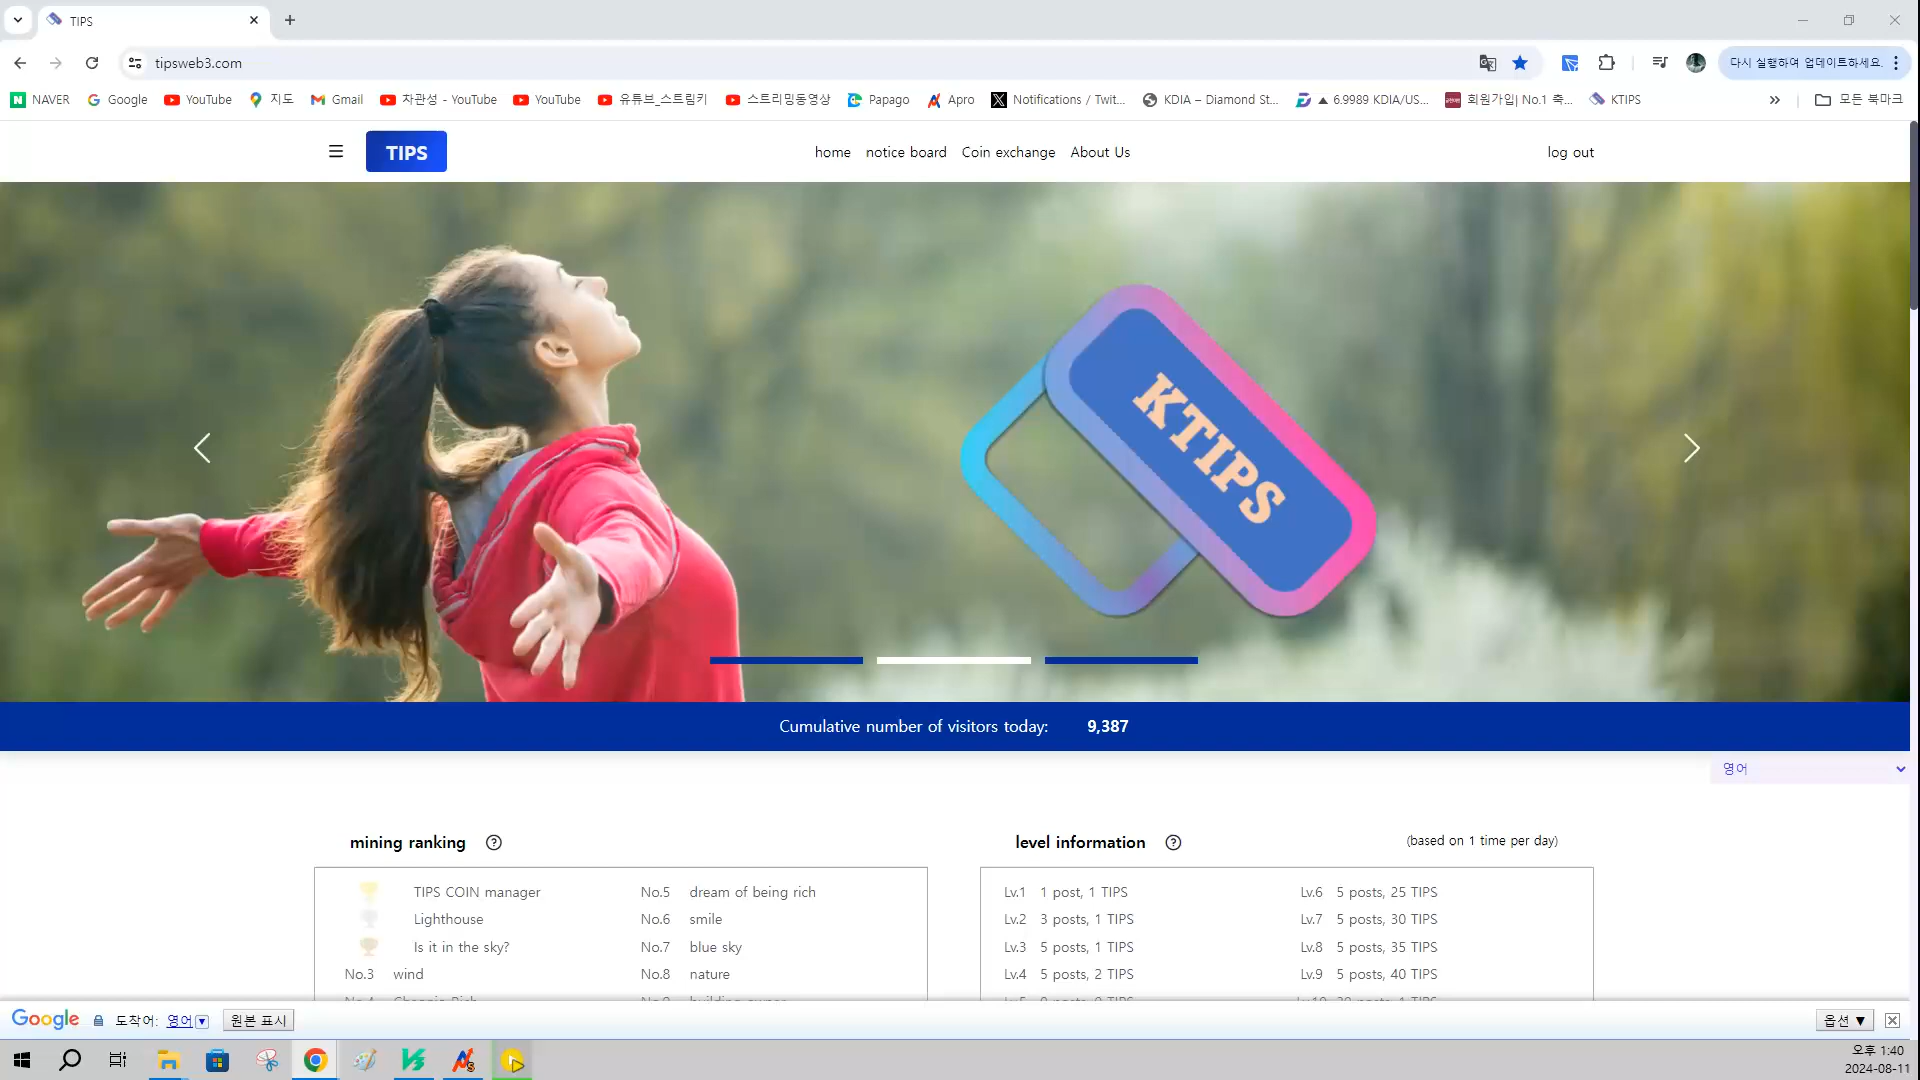 TIPS
tipsweb3.com
다시 실행하여 업데이트하세요.
NAVER Google YouTube 지도 Gmail 차관성 - YouTube YouTube 유튜브_스트림키 스트리밍동영상 Papago Apro Notifications / Twit... KDIA – Diamond St... ▲ 6.9989 KDIA/US... 회원가입| No.1 축... KTIPS » 모든 북마크
TIPS home notice board Coin exchange About Us log out
KTIPS
Cumulative number of visitors today: 9,387
영어
mining ranking
TIPS COIN manager No.5 dream of being rich
Lighthouse No.6 smile
Is it in the sky? No.7 blue sky
No.3 wind No.8 nature
level information (based on 1 time per day)
Lv.1 1 post, 1 TIPS Lv.6 5 posts, 25 TIPS
Lv.2 3 posts, 1 TIPS Lv.7 5 posts, 30 TIPS
Lv.3 5 posts, 1 TIPS Lv.8 5 posts, 35 TIPS
Lv.4 5 posts, 2 TIPS Lv.9 5 posts, 40 TIPS
Google 도착어: 영어 원본 표시 옵션 ▼
오후 1:40
2024-08-11